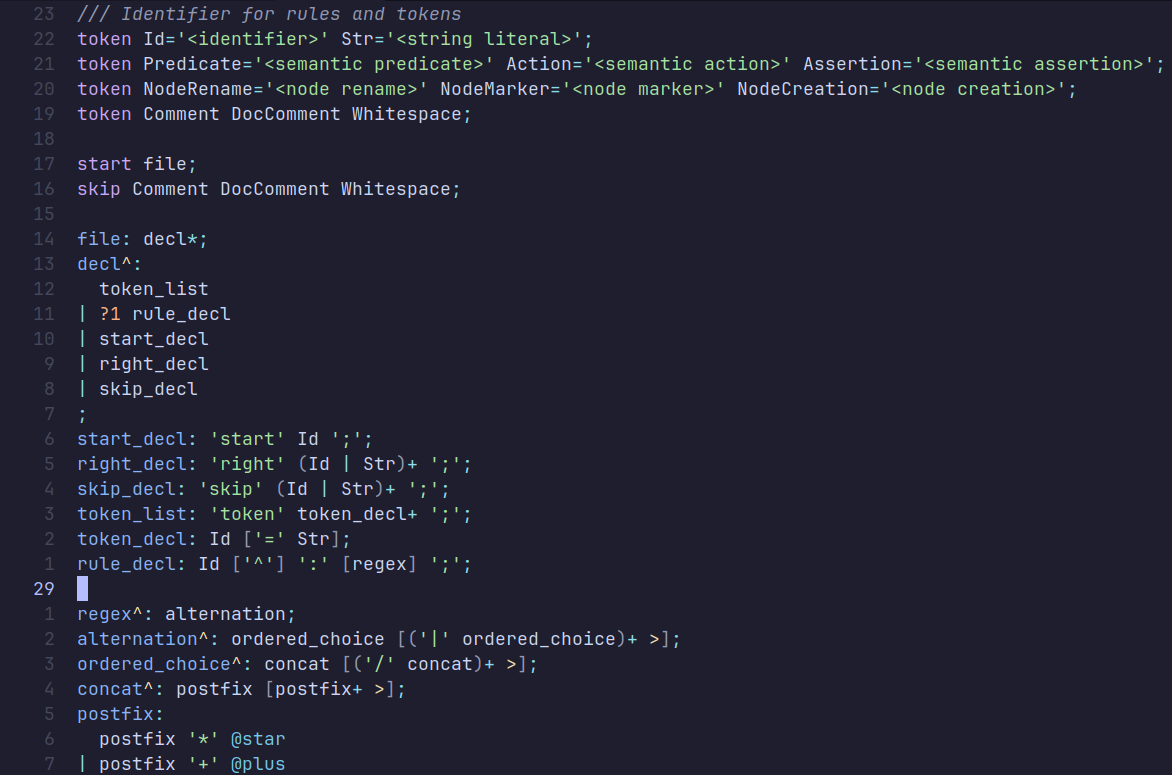 23 /// Identifier for rules and tokens
22 token Id='<identifier>' Str='<string literal>';
21 token Predicate='<semantic predicate>' Action='<semantic action>' Assertion='<semantic assertion>';
20 token NodeRename='<node rename>' NodeMarker='<node marker>' NodeCreation='<node creation>';
19 token Comment DocComment Whitespace;
18
17 start file;
16 skip Comment DocComment Whitespace;
15
14 file: decl*;
13 decl^:
12   token_list
11 | ?1 rule_decl
10 | start_decl
9 | right_decl
8 | skip_decl
7 ;
6 start_decl: 'start' Id ';';
5 right_decl: 'right' (Id | Str)+ ';';
4 skip_decl: 'skip' (Id | Str)+ ';';
3 token_list: 'token' token_decl+ ';';
2 token_decl: Id ['=' Str];
1 rule_decl: Id ['^'] ':' [regex] ';';
29
1 regex^: alternation;
2 alternation^: ordered_choice [('|' ordered_choice)+ >];
3 ordered_choice^: concat [('/' concat)+ >];
4 concat^: postfix [postfix+ >];
5 postfix:
6   postfix '*' @star
7 | postfix '+' @plus